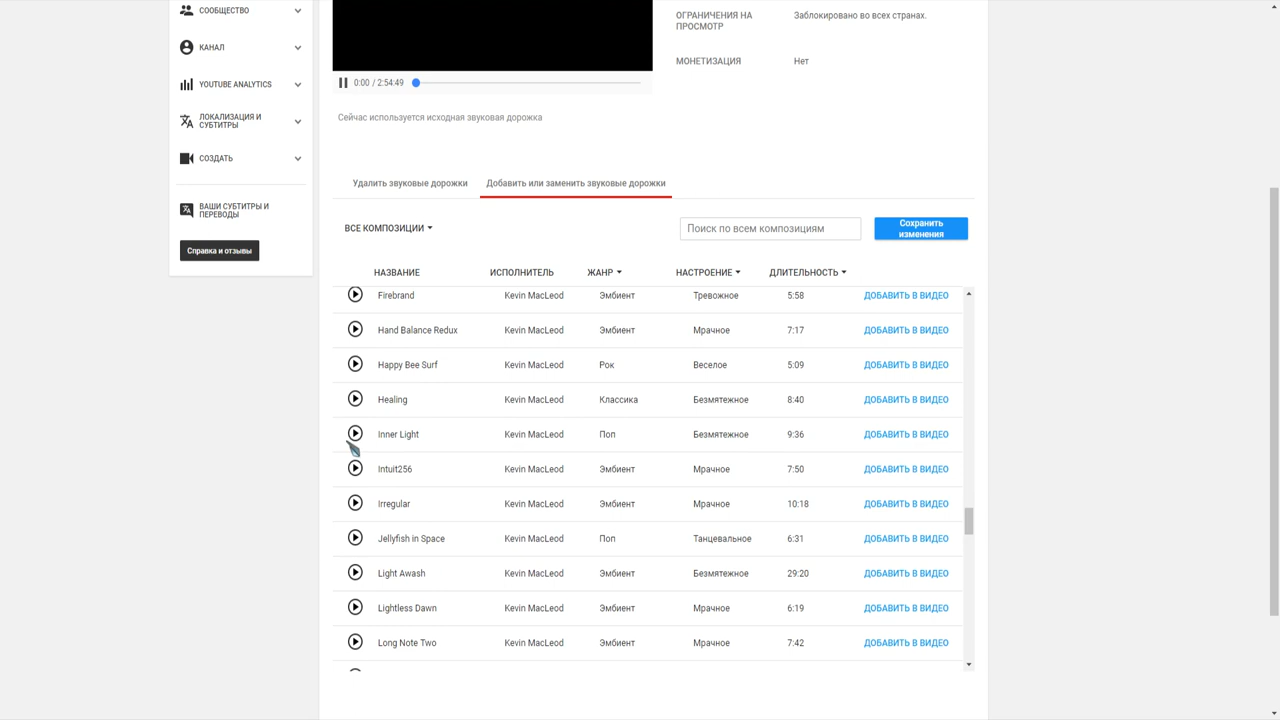 СООБЩЕСТВО
КАНАЛ
YOUTUBE ANALYTICS
ЛОКАЛИЗАЦИЯ И
СУБТИТРЫ
СОЗДАТЬ
ВАШИ СУБТИТРЫ И
ПЕРЕВОДЫ
Справка и отзывы
ОГРАНИЧЕНИЯ НА
ПРОСМОТР
Заблокировано во всех странах.
МОНЕТИЗАЦИЯ Нет
0:00 / 2:54:49
Сейчас используется исходная звуковая дорожка
Удалить звуковые дорожки Добавить или заменить звуковые дорожки
ВСЕ КОМПОЗИЦИИ Поиск по всем композициям
Сохранить
изменения
НАЗВАНИЕ ИСПОЛНИТЕЛЬ ЖАНР НАСТРОЕНИЕ ДЛИТЕЛЬНОСТЬ
Firebrand Kevin MacLeod Эмбиент Тревожное 5:58 ДОБАВИТЬ В ВИДЕО
Hand Balance Redux Kevin MacLeod Эмбиент Мрачное 7:17 ДОБАВИТЬ В ВИДЕО
Happy Bee Surf Kevin MacLeod Рок Веселое 5:09 ДОБАВИТЬ В ВИДЕО
Healing Kevin MacLeod Классика Безмятежное 8:40 ДОБАВИТЬ В ВИДЕО
Inner Light Kevin MacLeod Поп Безмятежное 9:36 ДОБАВИТЬ В ВИДЕО
Intuit256 Kevin MacLeod Эмбиент Мрачное 7:50 ДОБАВИТЬ В ВИДЕО
Irregular Kevin MacLeod Эмбиент Мрачное 10:18 ДОБАВИТЬ В ВИДЕО
Jellyfish in Space Kevin MacLeod Поп Танцевальное 6:31 ДОБАВИТЬ В ВИДЕО
Light Awash Kevin MacLeod Эмбиент Безмятежное 29:20 ДОБАВИТЬ В ВИДЕО
Lightless Dawn Kevin MacLeod Эмбиент Мрачное 6:19 ДОБАВИТЬ В ВИДЕО
Long Note Two Kevin MacLeod Эмбиент Мрачное 7:42 ДОБАВИТЬ В ВИДЕО